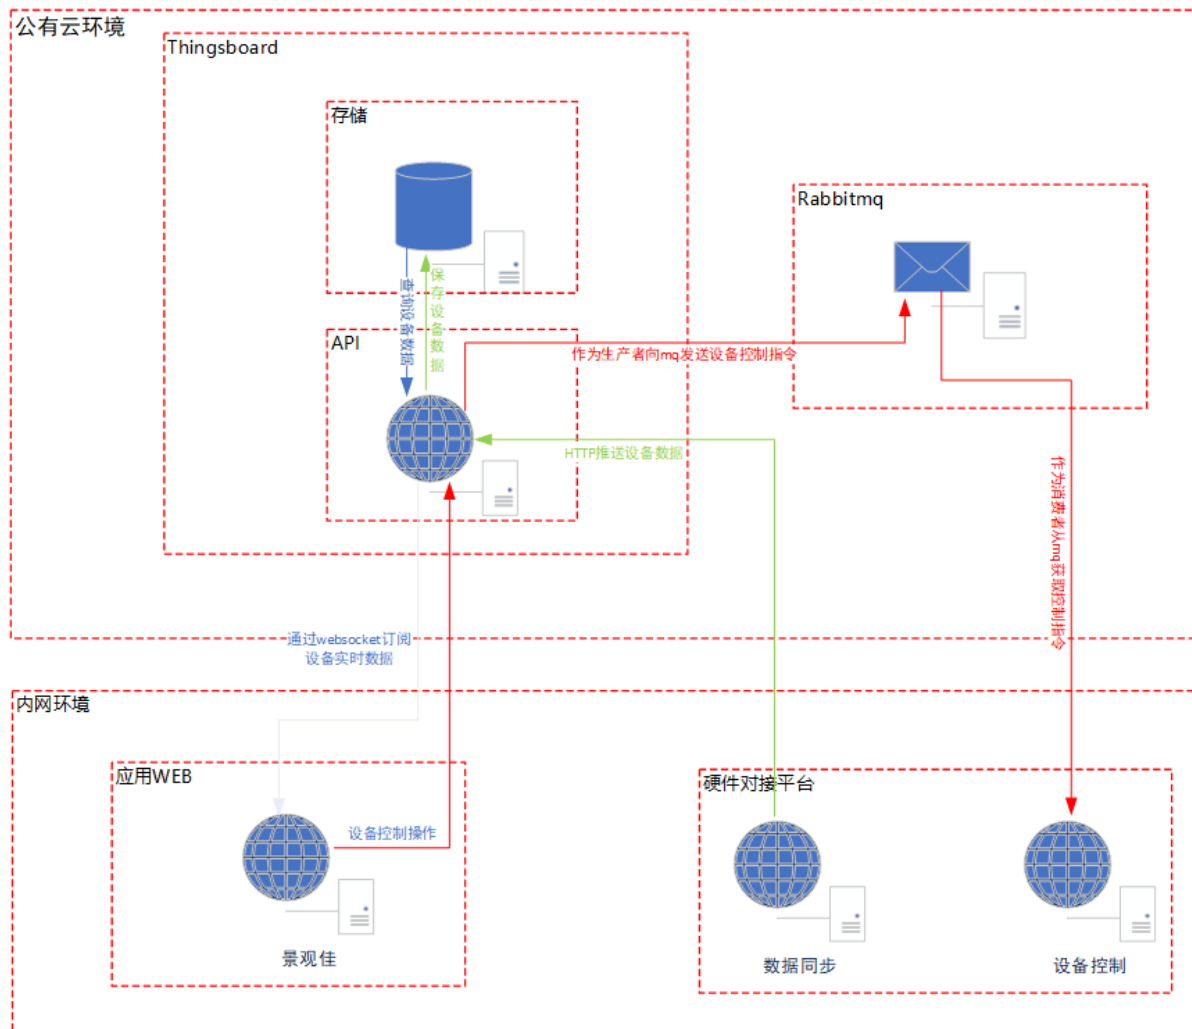 公有云环境
Thingsboard
存储
Rabbitmq
查询设备数据
保存设备数据
API
作为生产者向mq发送设备控制指令
HTTP推送设备数据
作为消费者从mq获取控制指令
通过websocket订阅
设备实时数据
内网环境
应用WEB
硬件对接平台
设备控制操作
景观佳
数据同步
设备控制